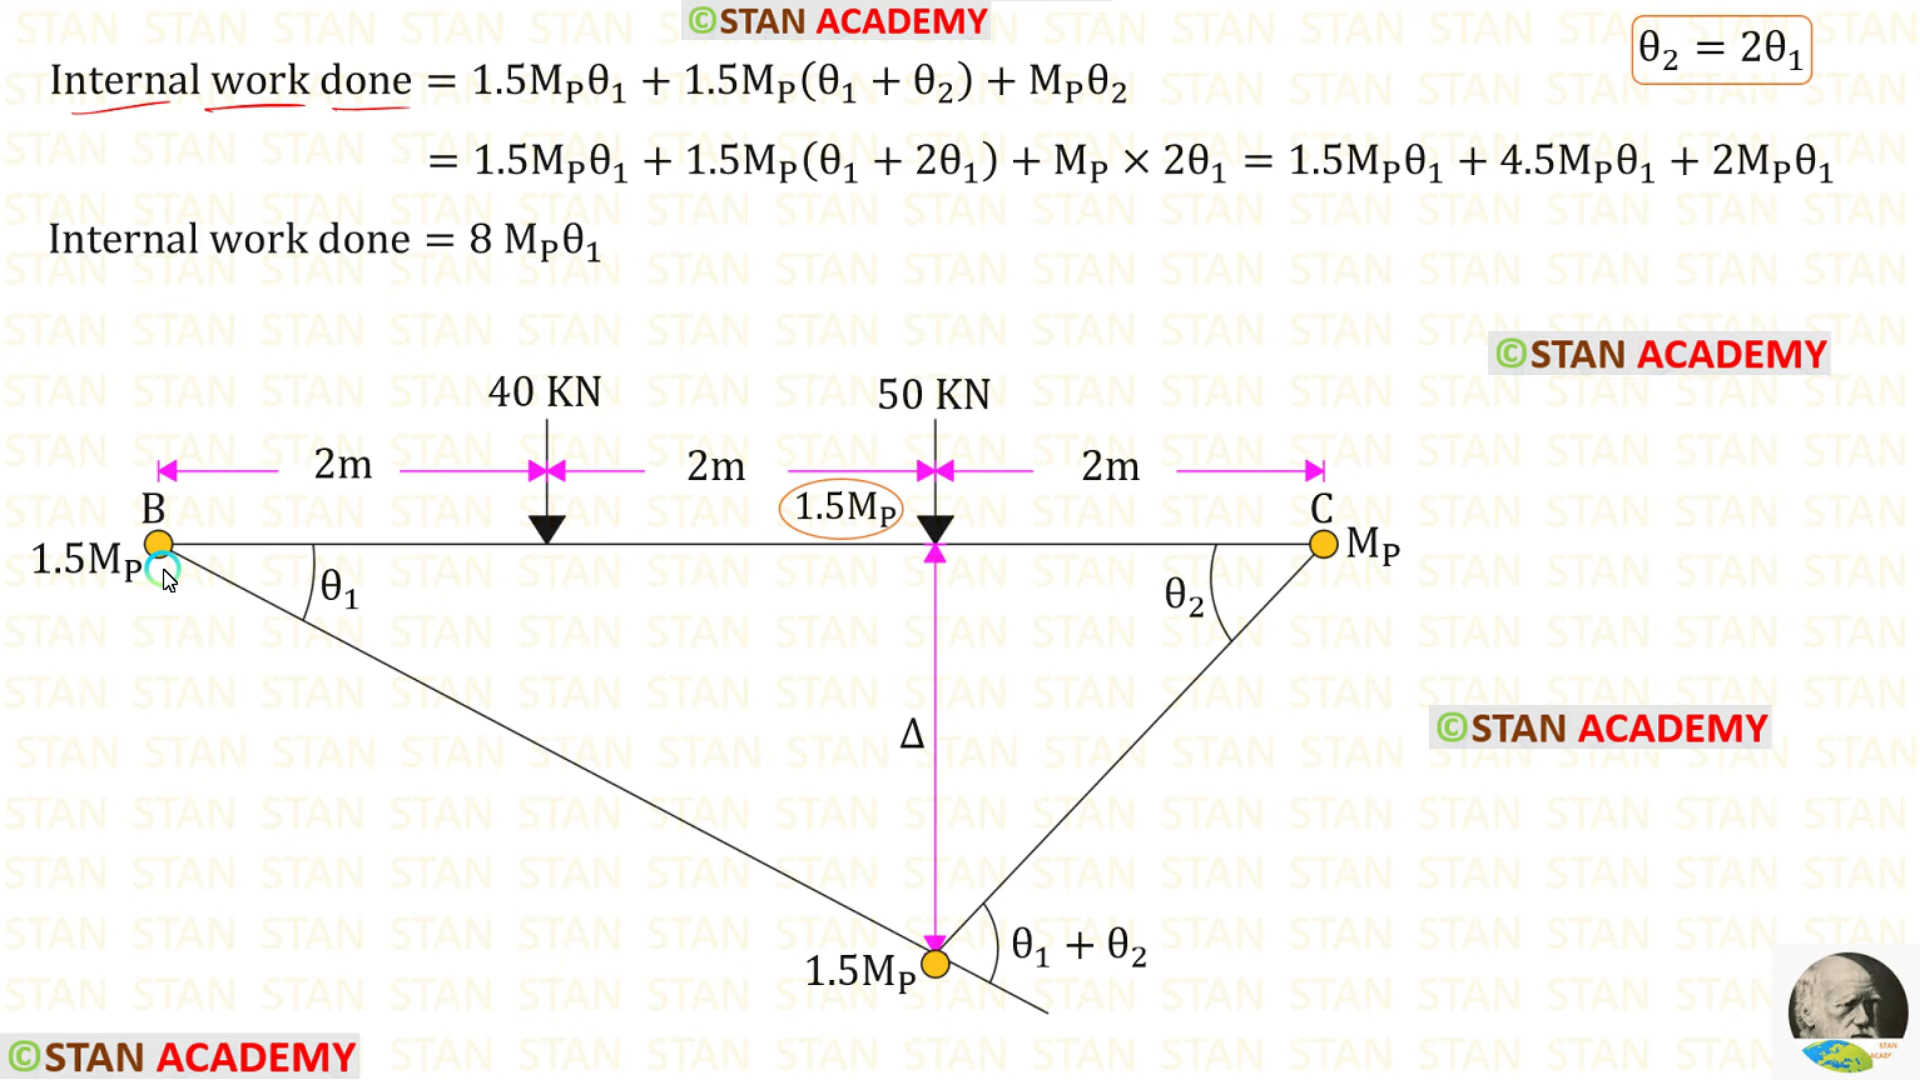 ©STAN ACADEMY
θ₂ = 2θ₁
Internal work done = 1.5M_Pθ₁ + 1.5M_P(θ₁ + θ₂) + M_Pθ₂
= 1.5M_Pθ₁ + 1.5M_P(θ₁ + 2θ₁) + M_P × 2θ₁ = 1.5M_Pθ₁ + 4.5M_Pθ₁ + 2M_Pθ₁
Internal work done = 8 M_Pθ₁
©STAN ACADEMY
40 KN 50 KN
2m 2m 2m
B 1.5M_P C
1.5M_P M_P
θ₁ θ₂
Δ
©STAN ACADEMY
θ₁ + θ₂
1.5M_P
©STAN ACADEMY